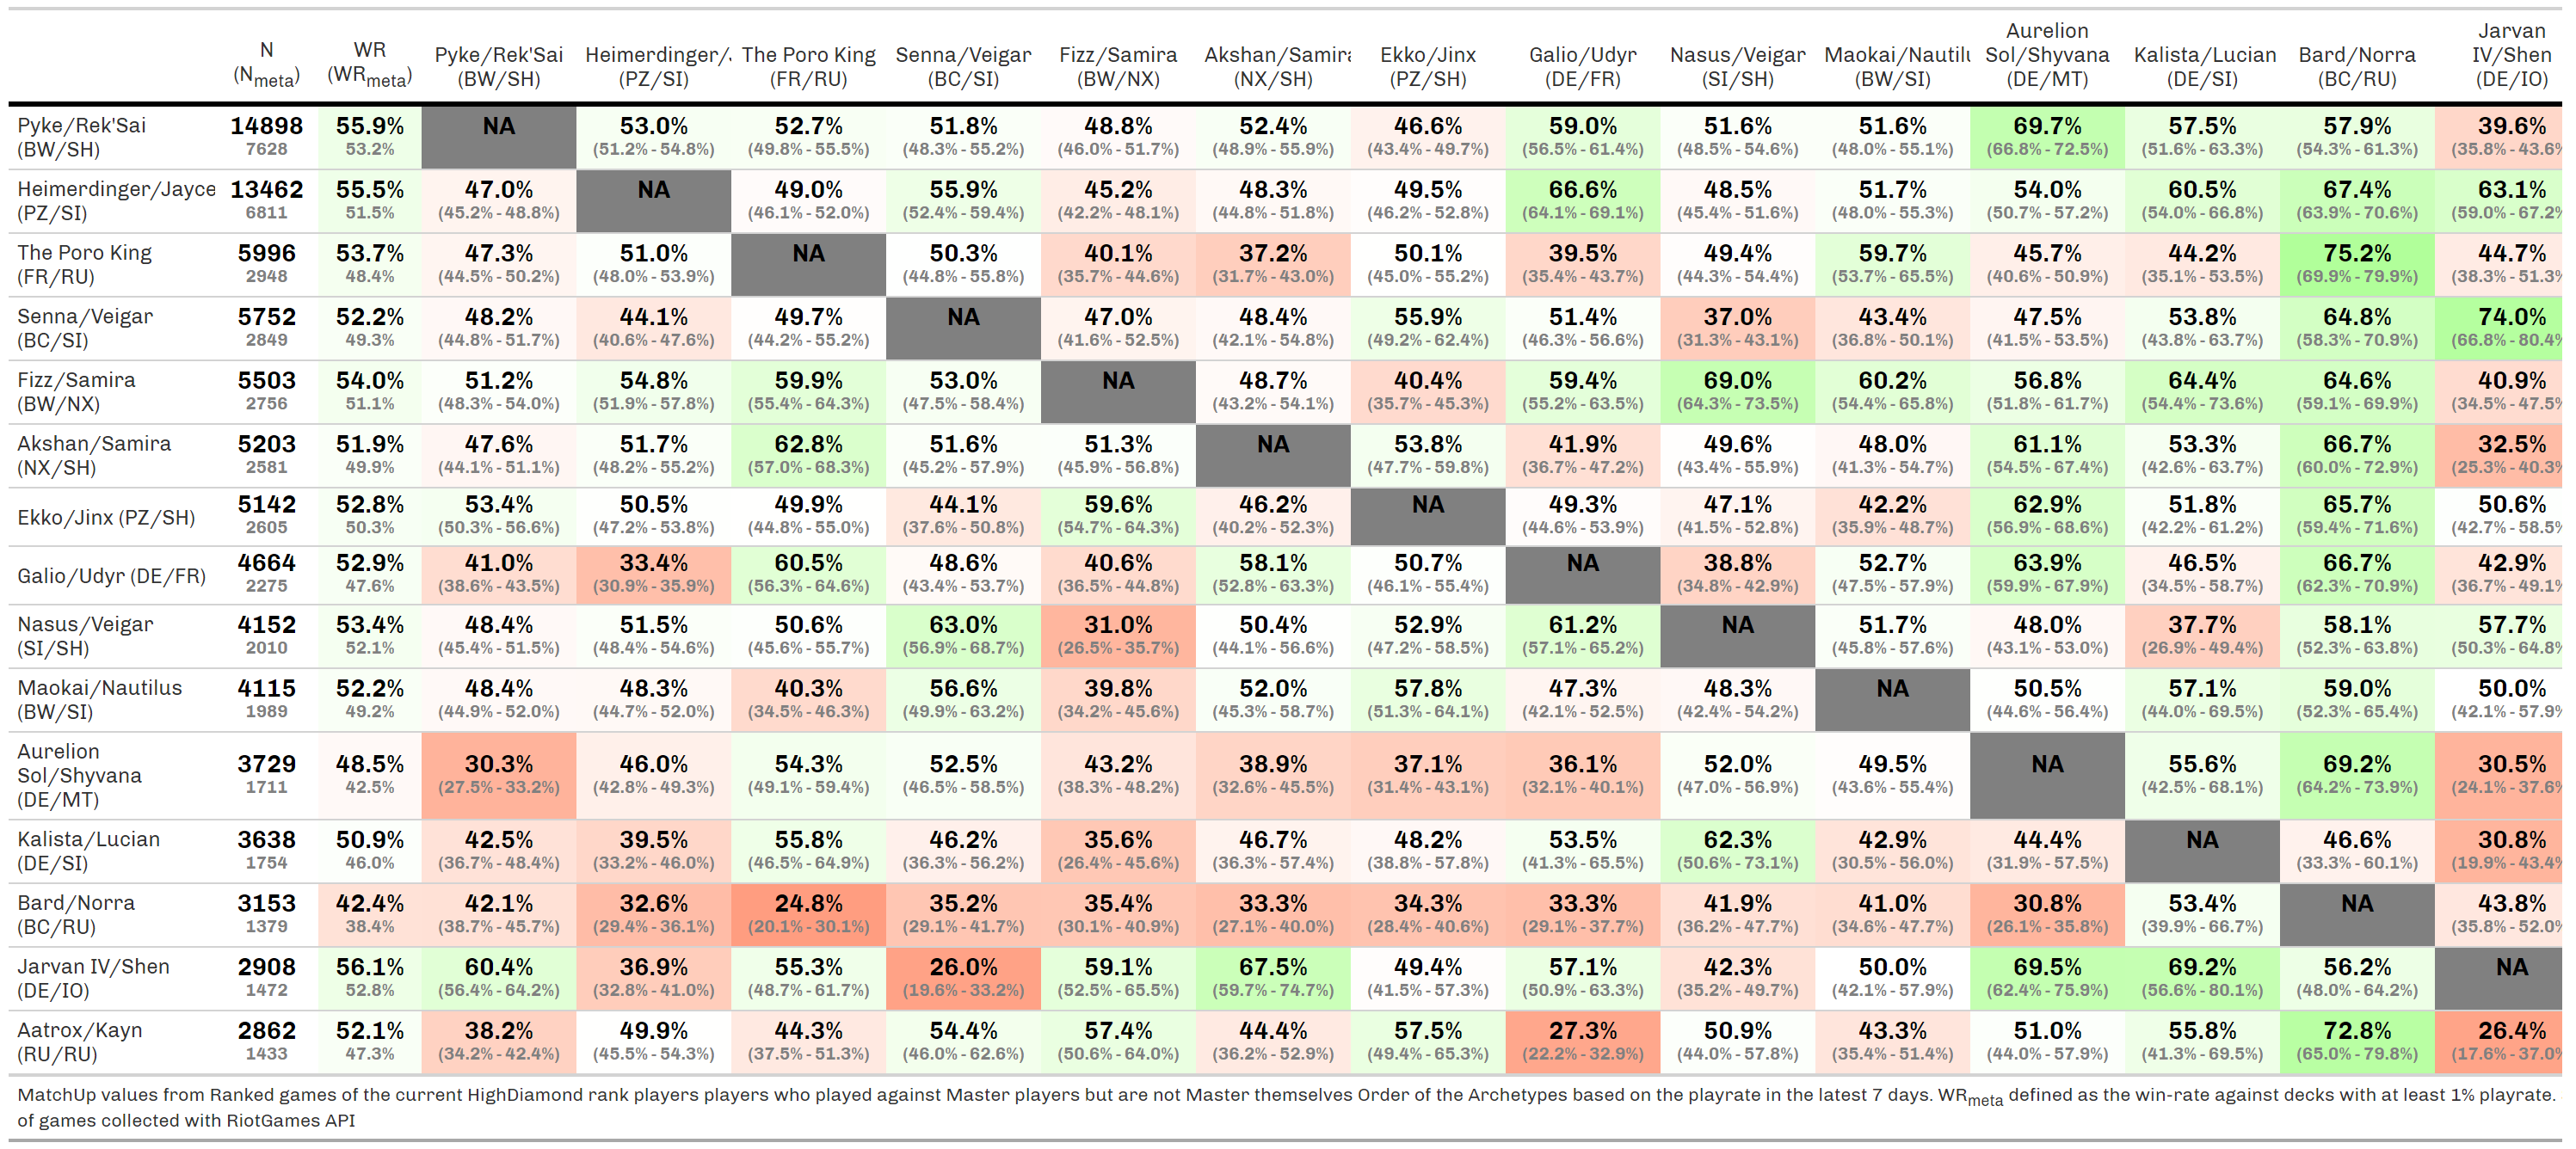 N WR Pyke/Rek'Sai Heimerdinger/ The Poro King Senna/Veigar Fizz/Samira Akshan/Samira Ekko/Jinx Galio/Udyr Nasus/Veigar Maokai/Nautilu Aurelion Sol/Shyvana Kalista/Lucian Bard/Norra Jarvan IV/Shen
(Nmeta) (WRmeta) (BW/SH) (PZ/SI) (FR/RU) (BC/SI) (BW/NX) (NX/SH) (PZ/SH) (DE/FR) (SI/SH) (BW/SI) (DE/MT) (DE/SI) (BC/RU) (DE/IO)
Pyke/Rek'Sai 14898 55.9% NA 53.0% 52.7% 51.8% 48.8% 52.4% 46.6% 59.0% 51.6% 51.6% 69.7% 57.5% 57.9% 39.6%
(BW/SH) 7628 53.2% (51.2% - 54.8%) (49.8% - 55.5%) (48.3% - 55.2%) (46.0% - 51.7%) (48.9% - 55.9%) (43.4% - 49.7%) (56.5% - 61.4%) (48.5% - 54.6%) (48.0% - 55.1%) (66.8% - 72.5%) (51.6% - 63.3%) (54.3% - 61.3%) (35.8% - 43.6%
Heimerdinger/Jayce 13462 55.5% 47.0% NA 49.0% 55.9% 45.2% 48.3% 49.5% 66.6% 48.5% 51.7% 54.0% 60.5% 67.4% 63.1%
(PZ/SI) 6811 51.5% (45.2% - 48.8%) (46.1% - 52.0%) (52.4% - 59.4%) (42.2% - 48.1%) (44.8% - 51.8%) (46.2% - 52.8%) (64.1% - 69.1%) (45.4% - 51.6%) (48.0% - 55.3%) (50.7% - 57.2%) (54.0% - 66.8%) (63.9% - 70.6%) (59.0% - 67.2%
The Poro King 5996 53.7% 47.3% 51.0% NA 50.3% 40.1% 37.2% 50.1% 39.5% 49.4% 59.7% 45.7% 44.2% 75.2% 44.7%
(FR/RU) 2948 48.4% (44.5% - 50.2%) (48.0% - 53.9%) (44.8% - 55.8%) (35.7% - 44.6%) (31.7% - 43.0%) (45.0% - 55.2%) (35.4% - 43.7%) (44.3% - 54.4%) (53.7% - 65.5%) (40.6% - 50.9%) (35.1% - 53.5%) (69.9% - 79.9%) (38.3% - 51.3%
Senna/Veigar 5752 52.2% 48.2% 44.1% 49.7% NA 47.0% 48.4% 55.9% 51.4% 37.0% 43.4% 47.5% 53.8% 64.8% 74.0%
(BC/SI) 2849 49.3% (44.8% - 51.7%) (40.6% - 47.6%) (44.2% - 55.2%) (41.6% - 52.5%) (42.1% - 54.8%) (49.2% - 62.4%) (46.3% - 56.6%) (31.3% - 43.1%) (36.8% - 50.1%) (41.5% - 53.5%) (43.8% - 63.7%) (58.3% - 70.9%) (66.8% - 80.4%
Fizz/Samira 5503 54.0% 51.2% 54.8% 59.9% 53.0% NA 48.7% 40.4% 59.4% 69.0% 60.2% 56.8% 64.4% 64.6% 40.9%
(BW/NX) 2756 51.1% (48.3% - 54.0%) (51.9% - 57.8%) (55.4% - 64.3%) (47.5% - 58.4%) (43.2% - 54.1%) (35.7% - 45.3%) (55.2% - 63.5%) (64.3% - 73.5%) (54.4% - 65.8%) (51.8% - 61.7%) (54.4% - 73.6%) (59.1% - 69.9%) (34.5% - 47.5%
Akshan/Samira 5203 51.9% 47.6% 51.7% 62.8% 51.6% 51.3% NA 53.8% 41.9% 49.6% 48.0% 61.1% 53.3% 66.7% 32.5%
(NX/SH) 2581 49.9% (44.1% - 51.1%) (48.2% - 55.2%) (57.0% - 68.3%) (45.2% - 57.9%) (45.9% - 56.8%) (47.7% - 59.8%) (36.7% - 47.2%) (43.4% - 55.9%) (41.3% - 54.7%) (54.5% - 67.4%) (42.6% - 63.7%) (60.0% - 72.9%) (25.3% - 40.3%
Ekko/Jinx (PZ/SH) 5142 52.8% 53.4% 50.5% 49.9% 44.1% 59.6% 46.2% NA 49.3% 47.1% 42.2% 62.9% 51.8% 65.7% 50.6%
2605 50.3% (50.3% - 56.6%) (47.2% - 53.8%) (44.8% - 55.0%) (37.6% - 50.8%) (54.7% - 64.3%) (40.2% - 52.3%) (44.6% - 53.9%) (41.5% - 52.8%) (35.9% - 48.7%) (56.9% - 68.6%) (42.2% - 61.2%) (59.4% - 71.6%) (42.7% - 58.5%
Galio/Udyr (DE/FR) 4664 52.9% 41.0% 33.4% 60.5% 48.6% 40.6% 58.1% 50.7% NA 38.8% 52.7% 63.9% 46.5% 66.7% 42.9%
2275 47.6% (38.6% - 43.5%) (30.9% - 35.9%) (56.3% - 64.6%) (43.4% - 53.7%) (36.5% - 44.8%) (52.8% - 63.3%) (46.1% - 55.4%) (34.8% - 42.9%) (47.5% - 57.9%) (59.9% - 67.9%) (34.5% - 58.7%) (62.3% - 70.9%) (36.7% - 49.1%
Nasus/Veigar 4152 53.4% 48.4% 51.5% 50.6% 63.0% 31.0% 50.4% 52.9% 61.2% NA 51.7% 48.0% 37.7% 58.1% 57.7%
(SI/SH) 2010 52.1% (45.4% - 51.5%) (48.4% - 54.6%) (45.6% - 55.7%) (56.9% - 68.7%) (26.5% - 35.7%) (44.1% - 56.6%) (47.2% - 58.5%) (57.1% - 65.2%) (45.8% - 57.6%) (43.1% - 53.0%) (26.9% - 49.4%) (52.3% - 63.8%) (50.3% - 64.8%
Maokai/Nautilus 4115 52.2% 48.4% 48.3% 40.3% 56.6% 39.8% 52.0% 57.8% 47.3% 48.3% NA 50.5% 57.1% 59.0% 50.0%
(BW/SI) 1989 49.2% (44.9% - 52.0%) (44.7% - 52.0%) (34.5% - 46.3%) (49.9% - 63.2%) (34.2% - 45.6%) (45.3% - 58.7%) (51.3% - 64.1%) (42.1% - 52.5%) (42.4% - 54.2%) (44.6% - 56.4%) (44.0% - 69.5%) (52.3% - 65.4%) (42.1% - 57.9%
Aurelion
Sol/Shyvana 3729 48.5% 30.3% 46.0% 54.3% 52.5% 43.2% 38.9% 37.1% 36.1% 52.0% 49.5% NA 55.6% 69.2% 30.5%
(DE/MT) 1711 42.5% (27.5% - 33.2%) (42.8% - 49.3%) (49.1% - 59.4%) (46.5% - 58.5%) (38.3% - 48.2%) (32.6% - 45.5%) (31.4% - 43.1%) (32.1% - 40.1%) (47.0% - 56.9%) (43.6% - 55.4%) (42.5% - 68.1%) (64.2% - 73.9%) (24.1% - 37.6%
Kalista/Lucian 3638 50.9% 42.5% 39.5% 55.8% 46.2% 35.6% 46.7% 48.2% 53.5% 62.3% 42.9% 44.4% NA 46.6% 30.8%
(DE/SI) 1754 46.0% (36.7% - 48.4%) (33.2% - 46.0%) (46.5% - 64.9%) (36.3% - 56.2%) (26.4% - 45.6%) (36.3% - 57.4%) (38.8% - 57.8%) (41.3% - 65.5%) (50.6% - 73.1%) (30.5% - 56.0%) (31.9% - 57.5%) (33.3% - 60.1%) (19.9% - 43.4%
Bard/Norra 3153 42.4% 42.1% 32.6% 24.8% 35.2% 35.4% 33.3% 34.3% 33.3% 41.9% 41.0% 30.8% 53.4% NA 43.8%
(BC/RU) 1379 38.4% (38.7% - 45.7%) (29.4% - 36.1%) (20.1% - 30.1%) (29.1% - 41.7%) (30.1% - 40.9%) (27.1% - 40.0%) (28.4% - 40.6%) (29.1% - 37.7%) (36.2% - 47.7%) (34.6% - 47.7%) (26.1% - 35.8%) (39.9% - 66.7%) (35.8% - 52.0%
Jarvan IV/Shen 2908 56.1% 60.4% 36.9% 55.3% 26.0% 59.1% 67.5% 49.4% 57.1% 42.3% 50.0% 69.5% 69.2% 56.2% NA
(DE/IO) 1472 52.8% (56.4% - 64.2%) (32.8% - 41.0%) (48.7% - 61.7%) (19.6% - 33.2%) (52.5% - 65.5%) (59.7% - 74.7%) (41.5% - 57.3%) (50.9% - 63.3%) (35.2% - 49.7%) (42.1% - 57.9%) (62.4% - 75.9%) (56.6% - 80.1%) (48.0% - 64.2%)
Aatrox/Kayn 2862 52.1% 38.2% 49.9% 44.3% 54.4% 57.4% 44.4% 57.5% 27.3% 50.9% 43.3% 51.0% 55.8% 72.8% 26.4%
(RU/RU) 1433 47.3% (34.2% - 42.4%) (45.5% - 54.3%) (37.5% - 51.3%) (46.0% - 62.6%) (50.6% - 64.0%) (36.2% - 52.9%) (49.4% - 65.3%) (22.2% - 32.9%) (44.0% - 57.8%) (35.4% - 51.4%) (44.0% - 57.9%) (41.3% - 69.5%) (65.0% - 79.8%) (17.6% - 37.0%
MatchUp values from Ranked games of the current HighDiamond rank players players who played against Master players but are not Master themselves Order of the Archetypes based on the playrate in the latest 7 days. WRmeta defined as the win-rate against decks with at least 1% playrate.
of games collected with RiotGames API